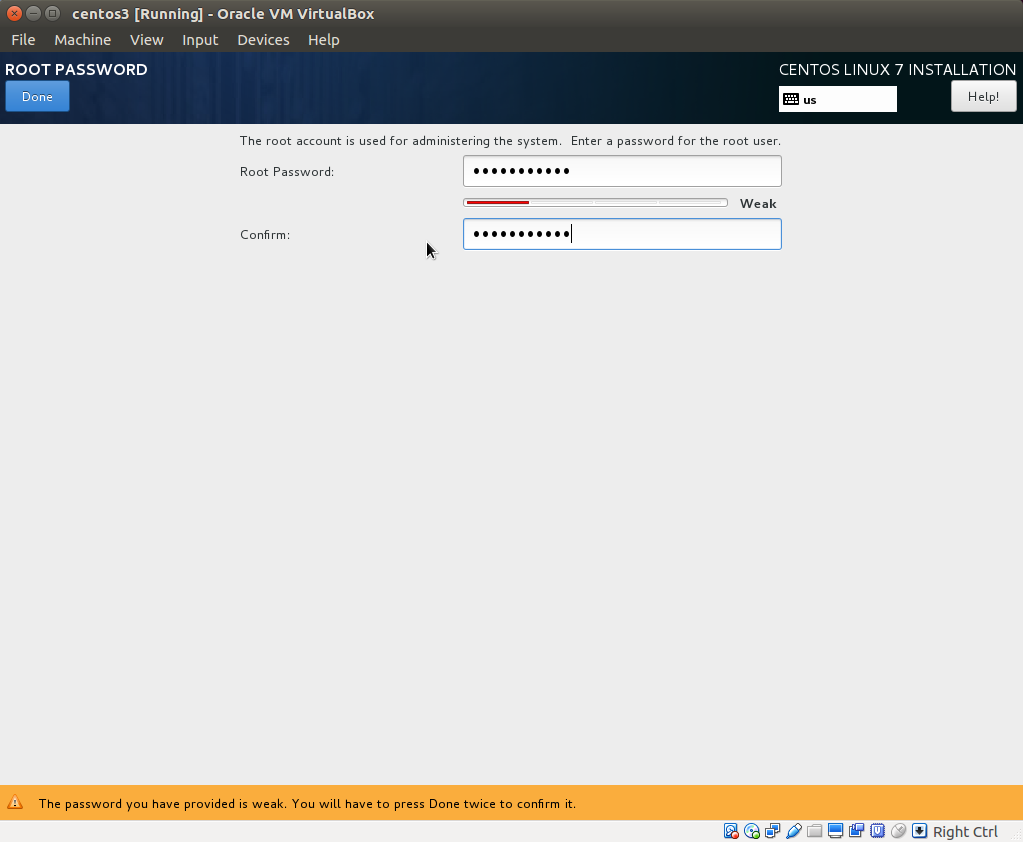 centos3 [Running] - Oracle VM VirtualBox
File Machine View Input Devices Help
ROOT PASSWORD
CENTOS LINUX 7 INSTALLATION
Done
us
Help!
The root account is used for administering the system. Enter a password for the root user.
Root Password: •••••••••••
Weak
Confirm: •••••••••••
The password you have provided is weak. You will have to press Done twice to confirm it.
Right Ctrl